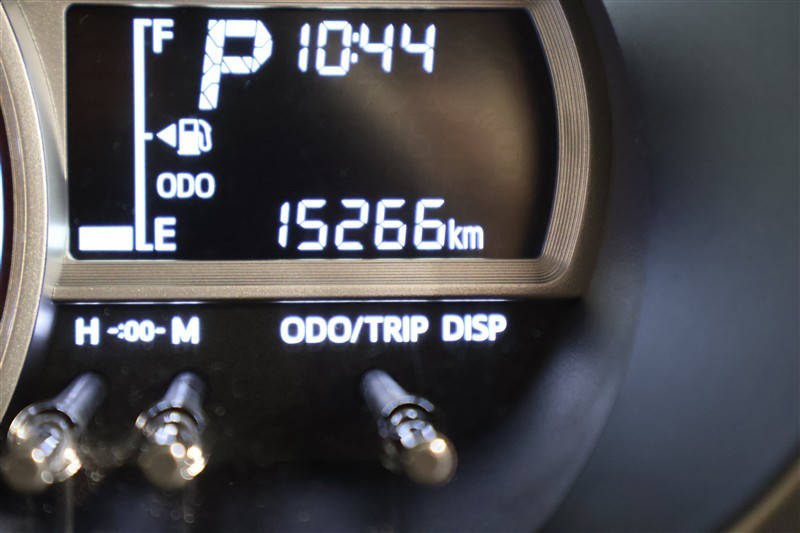 F P 10:44
ODO
E 15266km
H -:00- M ODO/TRIP DISP